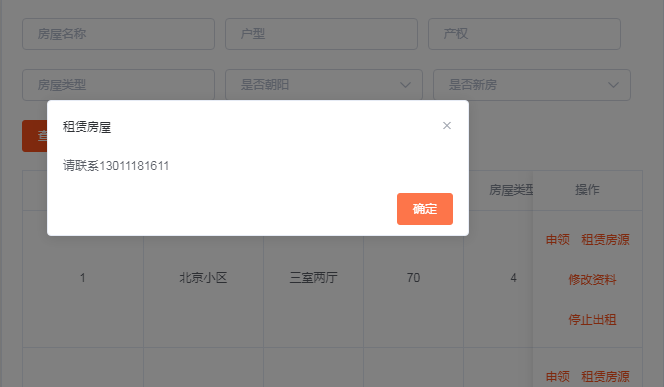 房屋名称 户型 产权
房屋类型 是否朝阳 是否新房
租赁房屋
请联系13011181611
确定
房屋类型 操作
1 北京小区 三室两厅 70 4 申领 租赁房源
修改资料
停止出租
申领 租赁房源